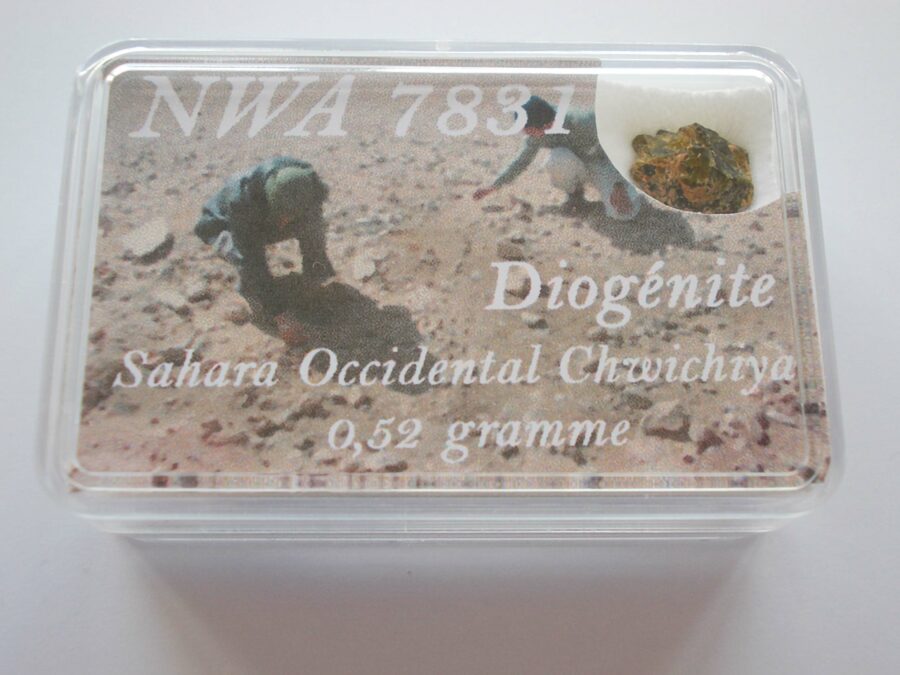 NWA 7831
Diogénite
Sahara Occidental Chwichiya
0,52 gramme